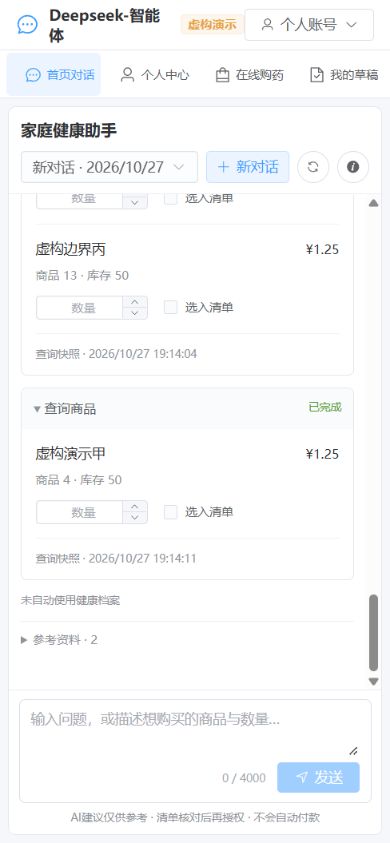 Deepseek-智能
体
虚构演示
个人账号
首页对话
个人中心
在线购药
我的草稿
家庭健康助手
新对话 · 2026/10/27
+ 新对话
数量
选入清单
虚构边界丙
¥1.25
商品 13 · 库存 50
数量
选入清单
查询快照 · 2026/10/27 19:14:04
查询商品
已完成
虚构演示甲
¥1.25
商品 4 · 库存 50
数量
选入清单
查询快照 · 2026/10/27 19:14:11
未自动使用健康档案
参考资料 · 2
输入问题，或描述想购买的商品与数量...
0 / 4000
发送
AI建议仅供参考 · 清单核对后再授权 · 不会自动付款